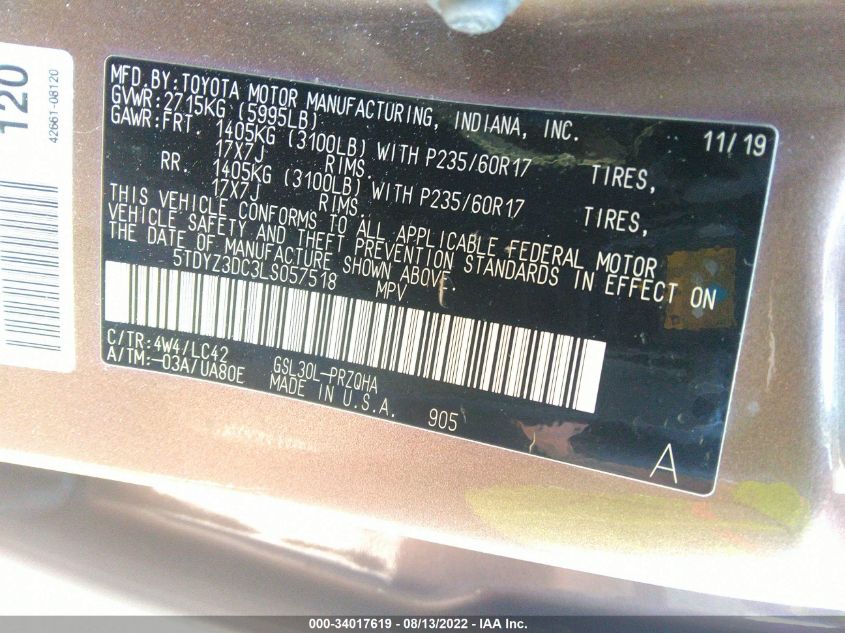 120
42661-08120
MFD.BY:TOYOTA MOTOR MANUFACTURING, INDIANA, INC. 11/19
GVWR:2715KG (5995LB)
GAWR:FRT. 1405KG (3100LB) WITH P235/60R17 TIRES,
17X7J RIMS.
RR. 1405KG (3100LB) WITH P235/60R17 TIRES,
17X7J RIMS.
THIS VEHICLE CONFORMS TO ALL APPLICABLE FEDERAL MOTOR
VEHICLE SAFETY AND THEFT PREVENTION STANDARDS IN EFFECT ON
THE DATE OF MANUFACTURE SHOWN ABOVE.
5TDYZ3DC3LS057518 MPV
C/TR:4W4/LC42 GSL30L-PRZQHA
A/TM:-03A/UA80E MADE IN U.S.A. 905
A
000-34017619 - 08/13/2022 - IAA Inc.